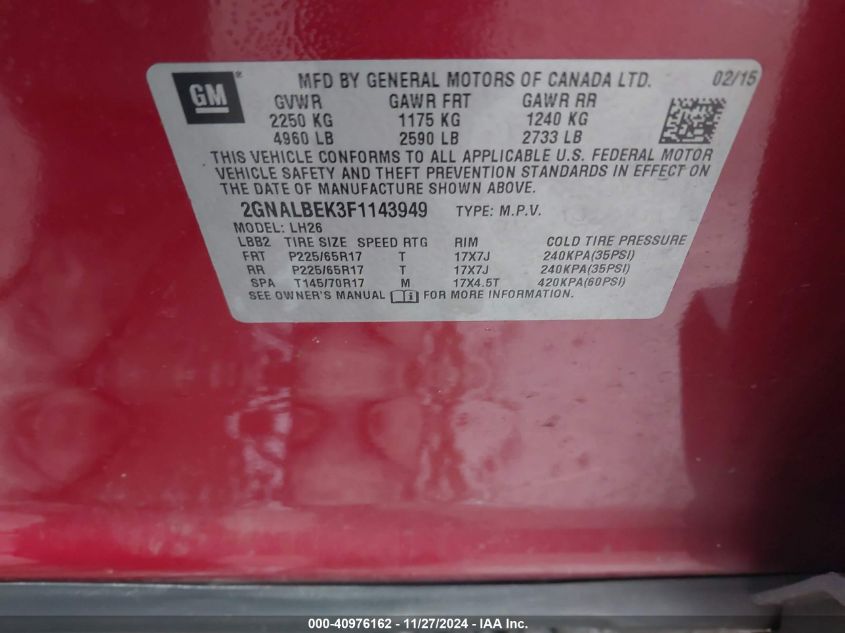 GM ® MFD BY GENERAL MOTORS OF CANADA LTD. 02/15
GVWR GAWR FRT GAWR RR
2250 KG 1175 KG 1240 KG
4960 LB 2590 LB 2733 LB
THIS VEHICLE CONFORMS TO ALL APPLICABLE U.S. FEDERAL MOTOR
VEHICLE SAFETY AND THEFT PREVENTION STANDARDS IN EFFECT ON
THE DATE OF MANUFACTURE SHOWN ABOVE.
2GNALBEK3F1143949 TYPE: M.P.V.
MODEL: LH26
LBB2 TIRE SIZE SPEED RTG RIM COLD TIRE PRESSURE
FRT P225/65R17 T 17X7J 240KPA(35PSI)
RR P225/65R17 T 17X7J 240KPA(35PSI)
SPA T145/70R17 M 17X4.5T 420KPA(60PSI)
SEE OWNER'S MANUAL FOR MORE INFORMATION.
000-40976162 - 11/27/2024 - IAA Inc.